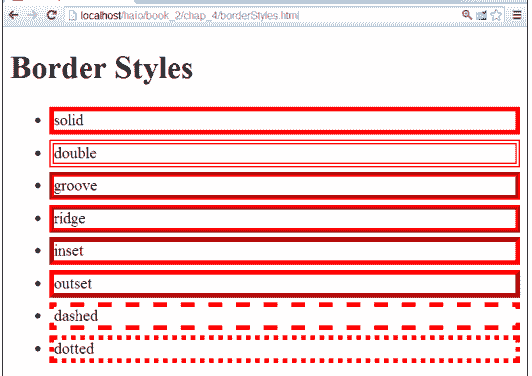 localhost/haio/book_2/chap_4/borderStyles.html
Border Styles
solid
double
groove
ridge
inset
outset
dashed
dotted